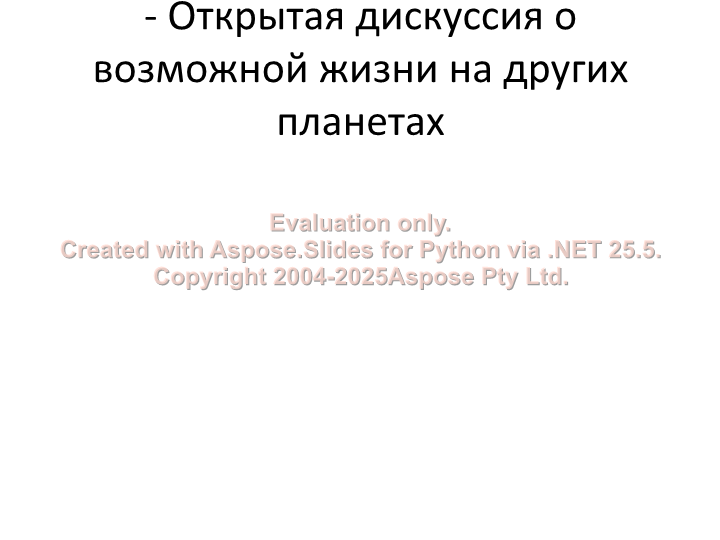 - Открытая дискуссия о
возможной жизни на других
планетах
Evaluation only.
Created with Aspose.Slides for Python via .NET 25.5.
Copyright 2004-2025Aspose Pty Ltd.